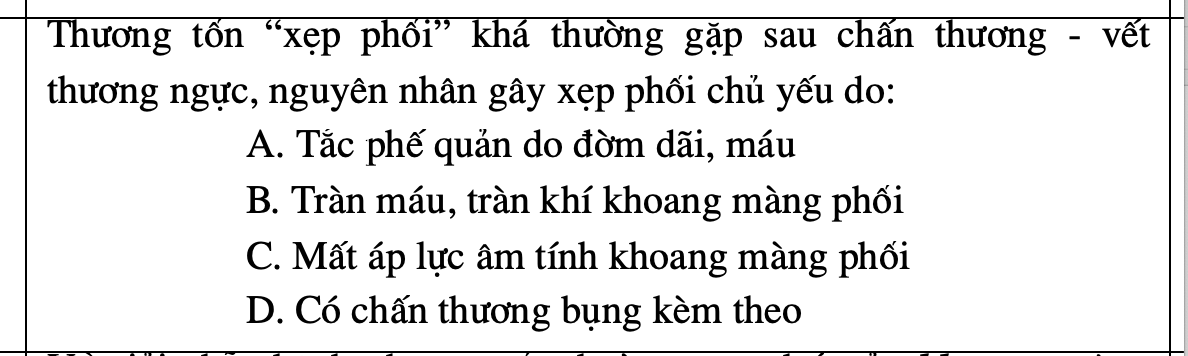 Thương tổn “xẹp phổi” khá thường gặp sau chấn thương - vết
thương ngực, nguyên nhân gây xẹp phổi chủ yếu do:
A. Tắc phế quản do đờm dãi, máu
B. Tràn máu, tràn khí khoang màng phổi
C. Mất áp lực âm tính khoang màng phổi
D. Có chấn thương bụng kèm theo